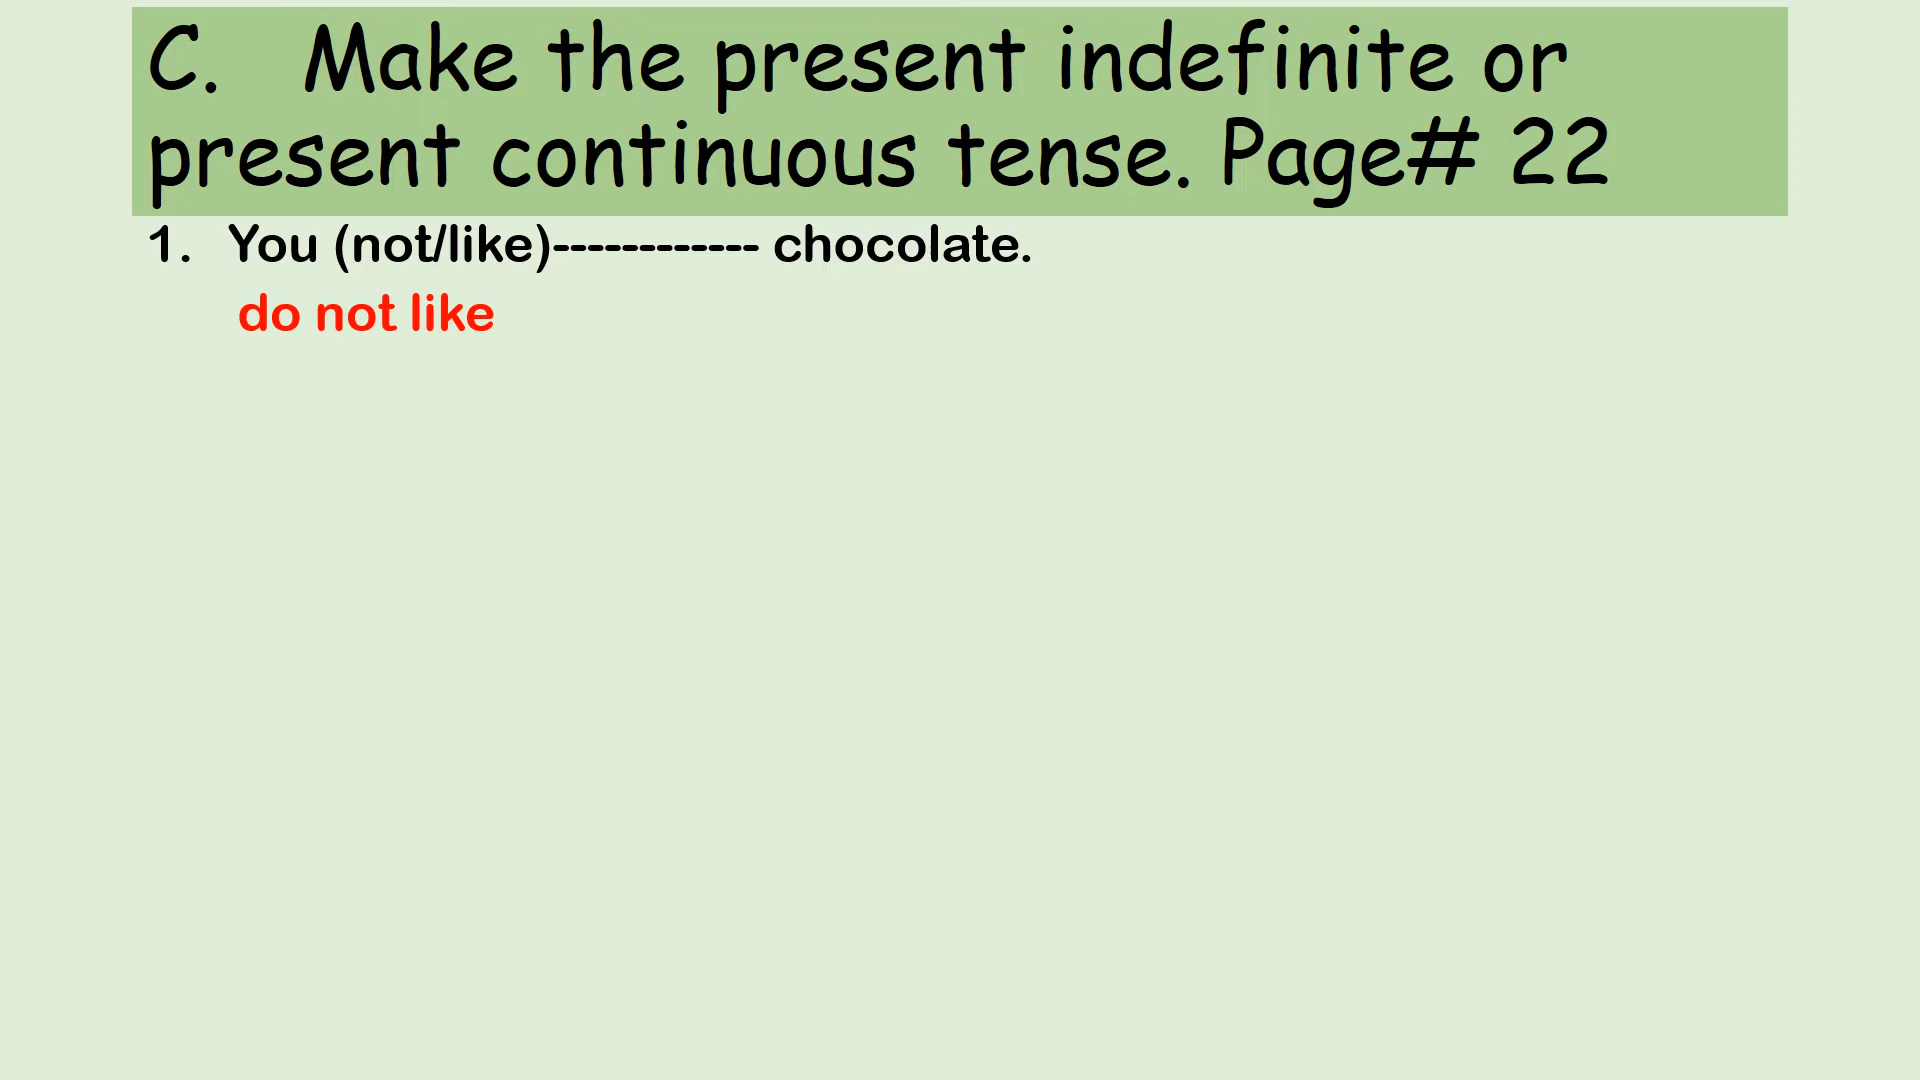 C. Make the present indefinite or
present continuous tense. Page# 22
1. You (not/like)------------ chocolate.
do not like